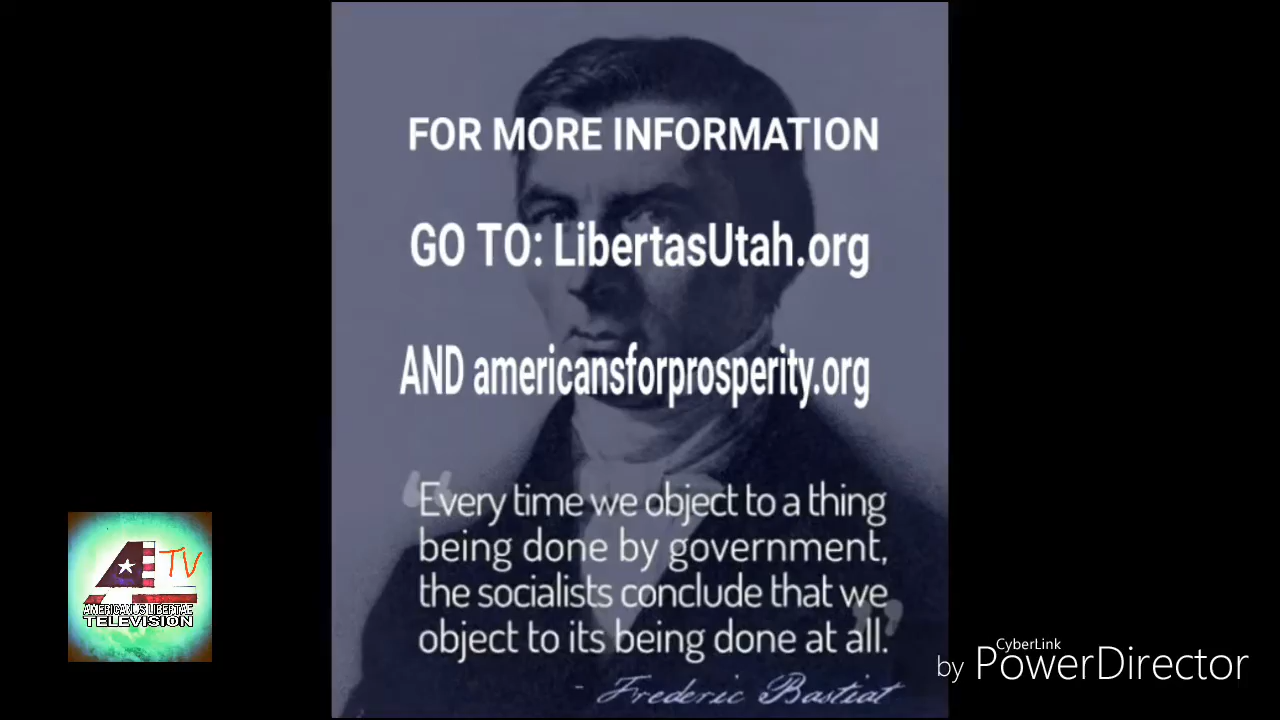 FOR MORE INFORMATION
GO TO: LibertasUtah.org
AND americansforprosperity.org
“Every time we object to a thing
being done by government,
the socialists conclude that we
object to its being done at all.”
- Frederic Bastiat
TV
AMERICANUS LIBERTAE
TELEVISION
CyberLink
by PowerDirector